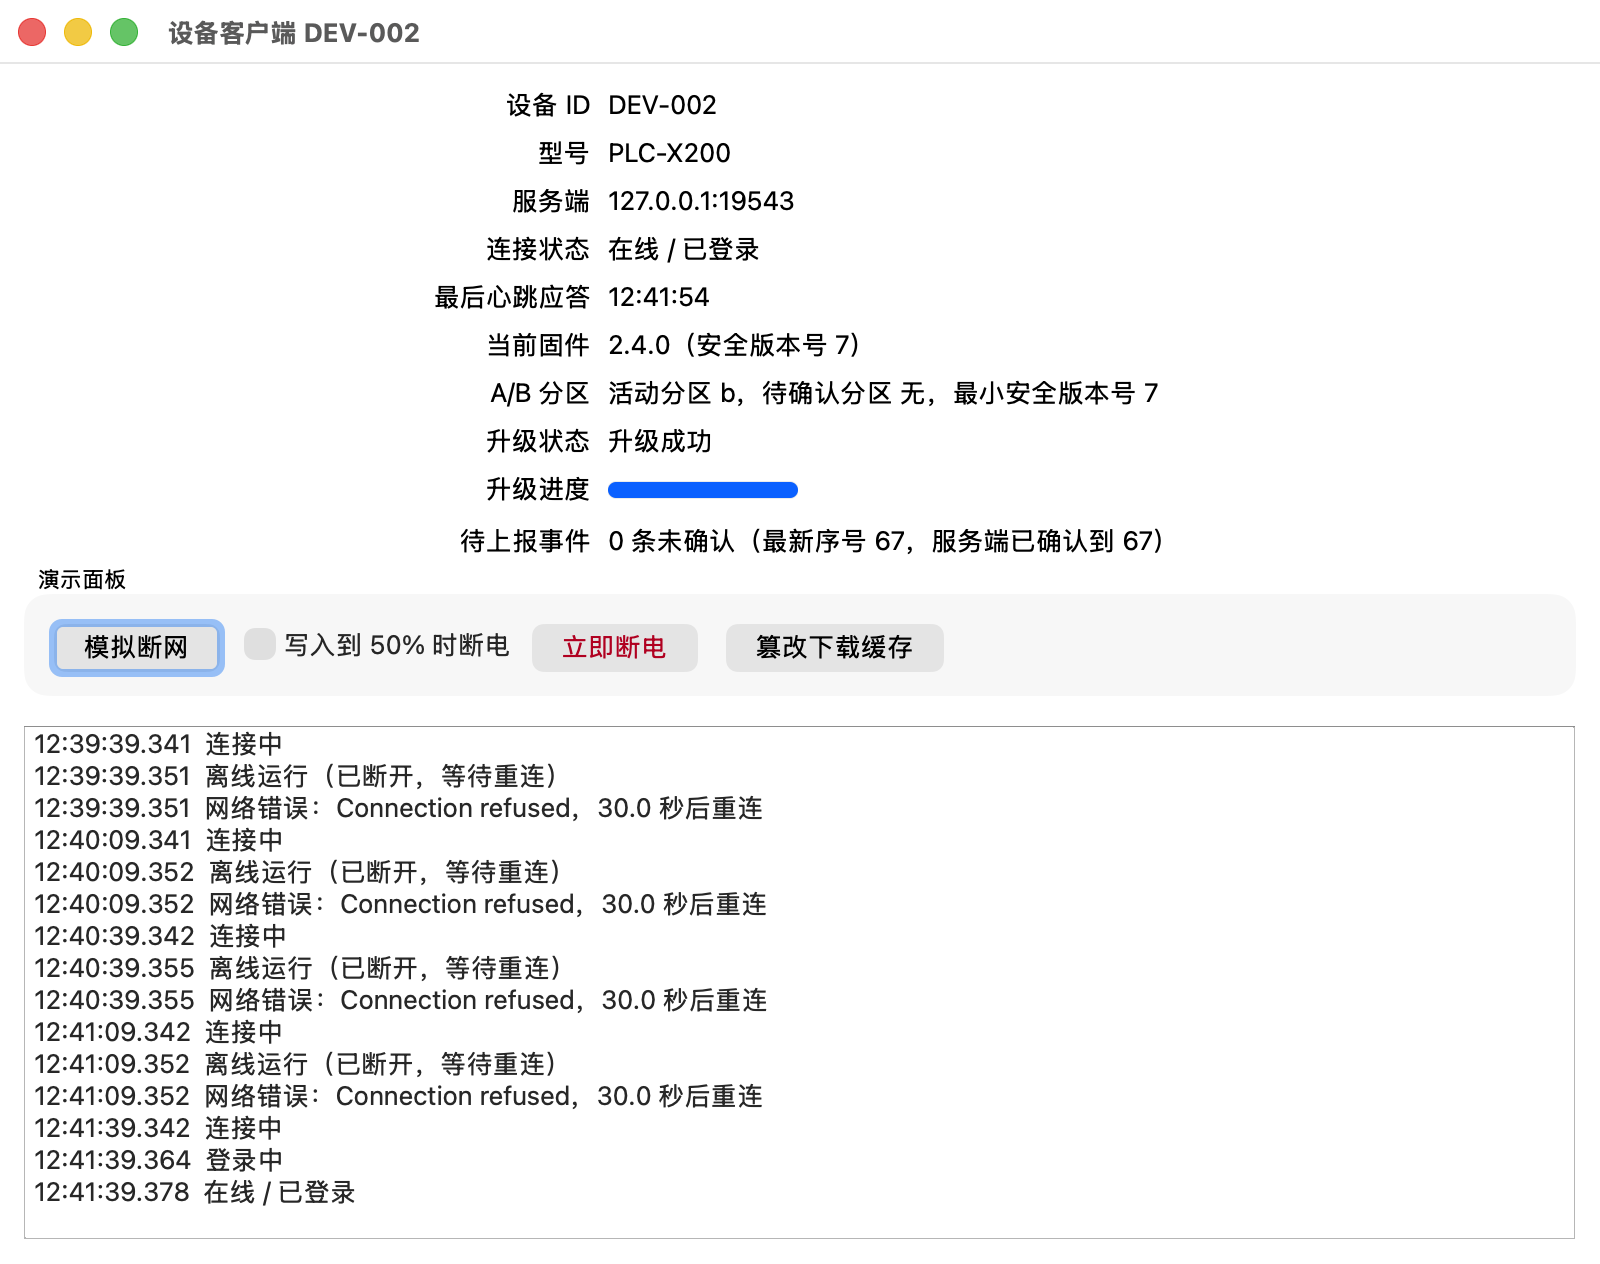 设备客户端 DEV-002
设备 ID DEV-002
型号 PLC-X200
服务端 127.0.0.1:19543
连接状态 在线 / 已登录
最后心跳应答 12:41:54
当前固件 2.4.0（安全版本号 7）
A/B 分区 活动分区 b，待确认分区 无，最小安全版本号 7
升级状态 升级成功
升级进度
待上报事件 0 条未确认（最新序号 67，服务端已确认到 67）
演示面板
模拟断网 写入到 50% 时断电 立即断电 篡改下载缓存
12:39:39.341 连接中
12:39:39.351 离线运行（已断开，等待重连）
12:39:39.351 网络错误：Connection refused，30.0 秒后重连
12:40:09.341 连接中
12:40:09.352 离线运行（已断开，等待重连）
12:40:09.352 网络错误：Connection refused，30.0 秒后重连
12:40:39.342 连接中
12:40:39.355 离线运行（已断开，等待重连）
12:40:39.355 网络错误：Connection refused，30.0 秒后重连
12:41:09.342 连接中
12:41:09.352 离线运行（已断开，等待重连）
12:41:09.352 网络错误：Connection refused，30.0 秒后重连
12:41:39.342 连接中
12:41:39.364 登录中
12:41:39.378 在线 / 已登录